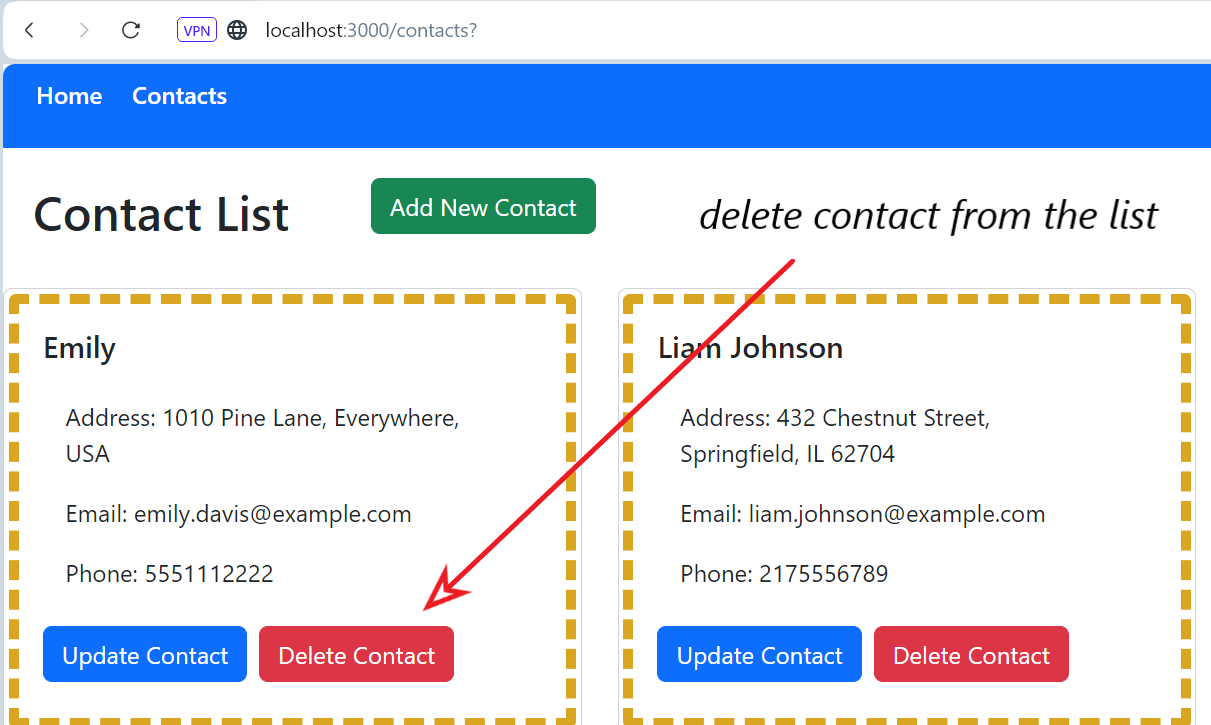 VPN localhost:3000/contacts?
Home Contacts
Contact List
Add New Contact
delete contact from the list
Emily
Address: 1010 Pine Lane, Everywhere,
USA
Email: emily.davis@example.com
Phone: 5551112222
Update Contact Delete Contact
Liam Johnson
Address: 432 Chestnut Street,
Springfield, IL 62704
Email: liam.johnson@example.com
Phone: 2175556789
Update Contact Delete Contact